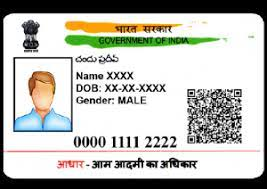 भारत सरकार
GOVERNMENT OF INDIA
చందు ప్రదీప్
Name XXXX
DOB: XX-XX-XXXX
Gender: MALE
0000 1111 2222
आधार - आम आदमी का अधिकार